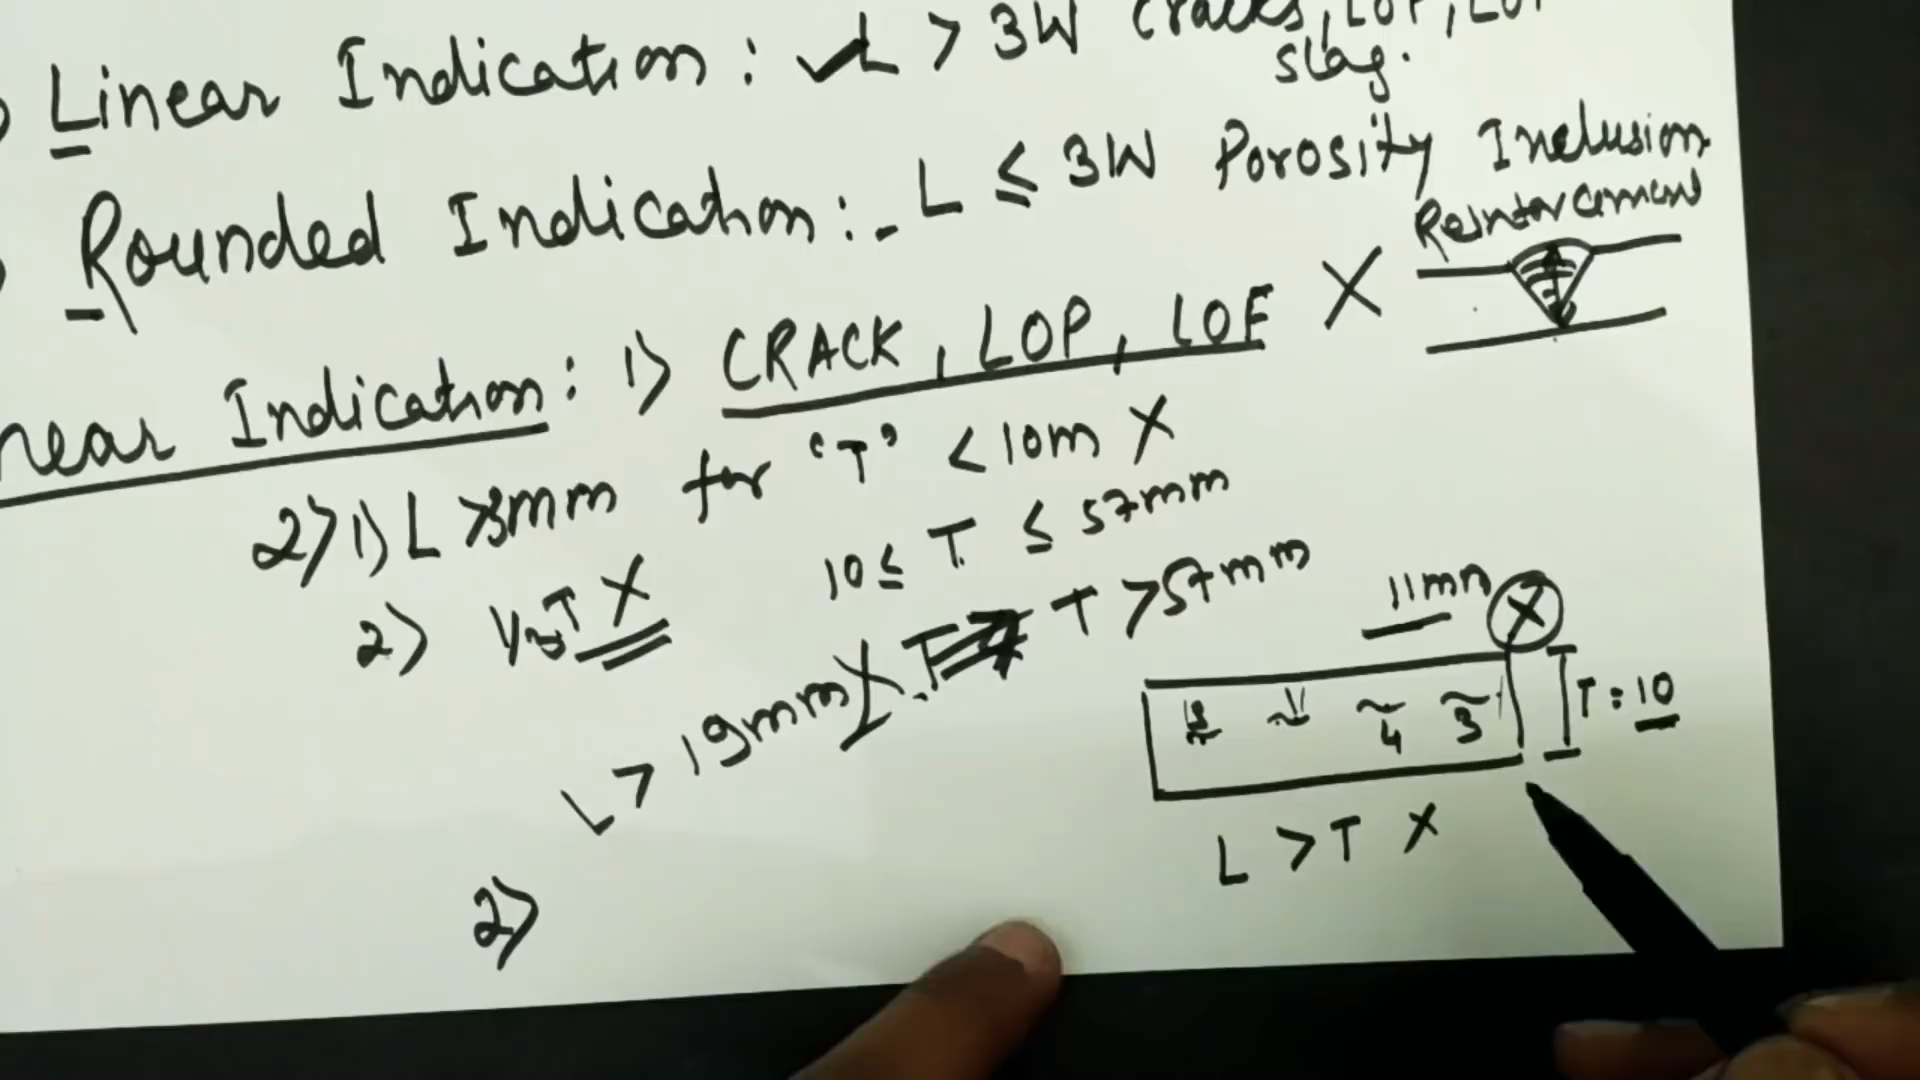 Linear Indication: L > 3W Cracks, LOP, LOF
slag.
Rounded Indication:- L ≤ 3W Porosity Inclusion
Reinforcement
near Indication: 1) CRACK, LOP, LOF X
2) 1) L > 3mm for 'T' < 10m X
2) 1/3T X 10 ≤ T ≤ 57mm
L > 19mm X T > 57mm
11mm X
4 3 T: 10
L > T X
2)